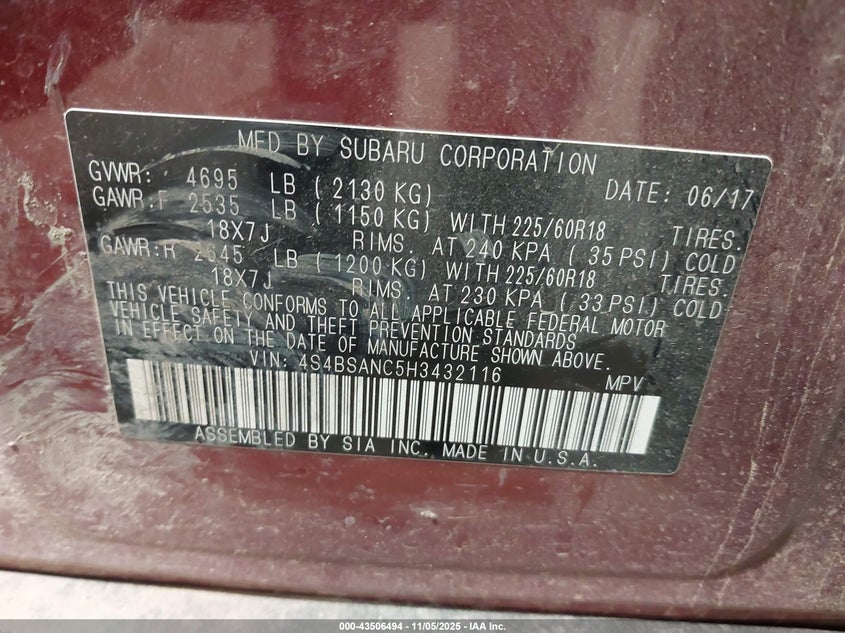 MFD BY SUBARU CORPORATION
GVWR: 4695 LB ( 2130 KG) DATE: 06/17
GAWR:F 2535 LB ( 1150 KG) WITH 225/60R18 TIRES.
18X7J RIMS. AT 240 KPA ( 35 PSI) COLD
GAWR:R 2645 LB ( 1200 KG) WITH 225/60R18 TIRES.
18X7J RIMS. AT 230 KPA ( 33 PSI) COLD
THIS VEHICLE CONFORMS TO ALL APPLICABLE FEDERAL MOTOR
VEHICLE SAFETY AND THEFT PREVENTION STANDARDS
IN EFFECT ON THE DATE OF MANUFACTURE SHOWN ABOVE.
VIN: 4S4BSANC5H3432116 MPV
ASSEMBLED BY SIA INC. MADE IN U.S.A.
000-43506494 - 11/05/2025 - IAA Inc.